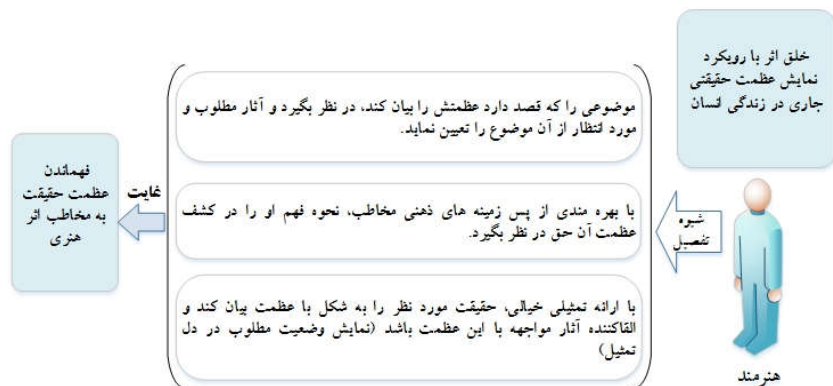 خلق اثر با رویکرد
نمایش عظمت حقیقتی
جاری در زندگی انسان
هنرمند
شیوه
تفصیل
موضوعی را که قصد دارد عظمتش را بیان کند، در نظر بگیرد و آثار مطلوب و
مورد انتظار از آن موضوع را تعیین نماید.
با بهره مندی از پس زمینه های ذهنی مخاطب، نحوه فهم او را در کشف
عظمت آن حق در نظر بگیرد.
با ارائه تمثیلی خیالی، حقیقت مورد نظر را به شکل با عظمت بیان کند و
القاکننده آثار مواجهه با این عظمت باشد (نمایش وضعیت مطلوب در دل
تمثیل)
غایت
فهماندن
عظمت حقیقت
به مخاطب اثر
هنری